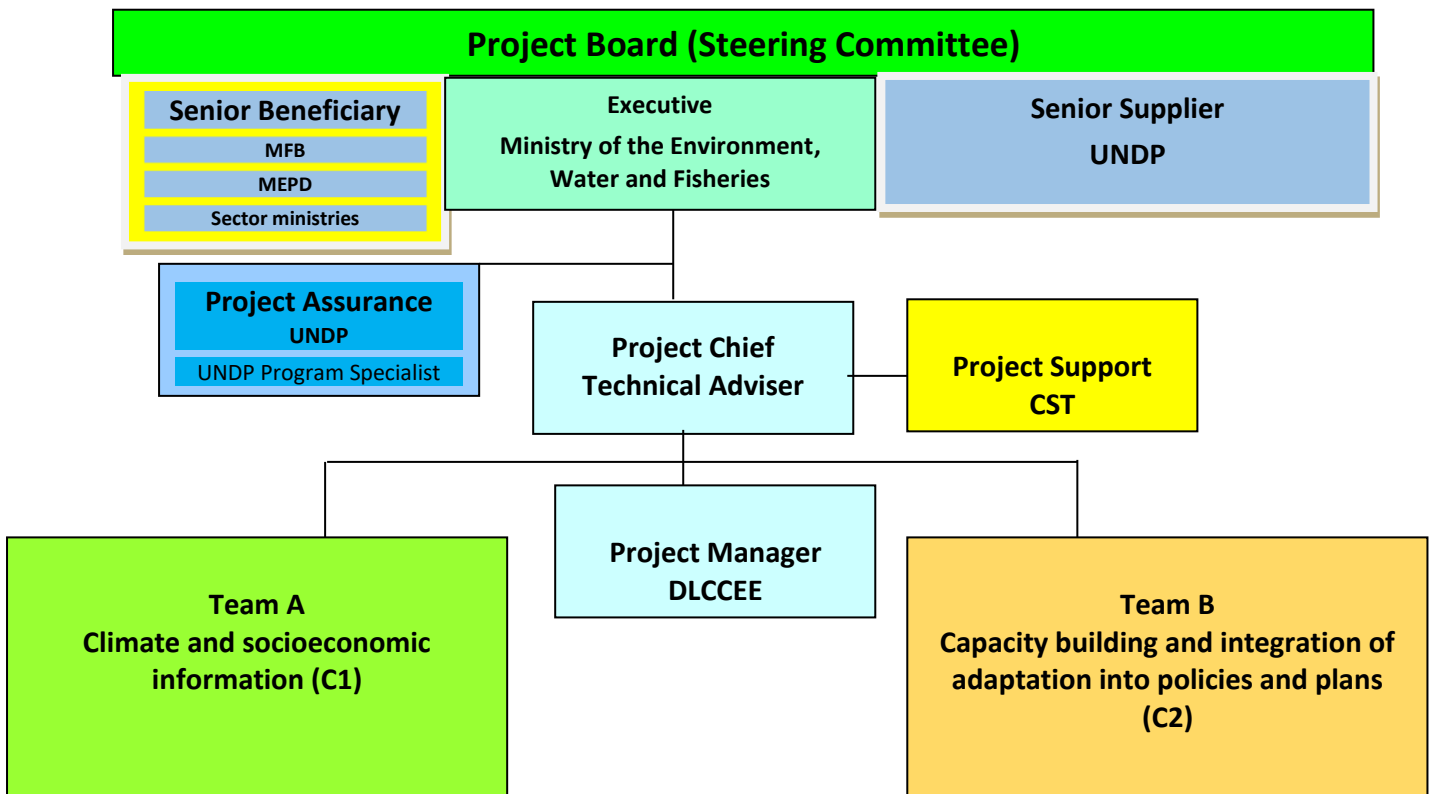 Project Board (Steering Committee)
Senior Beneficiary
MFB
MEPD
Sector ministries
Executive
Ministry of the Environment,
Water and Fisheries
Senior Supplier
UNDP
Project Assurance
UNDP
UNDP Program Specialist
Project Chief
Technical Adviser
Project Support
CST
Project Manager
DLCCEE
Team A
Climate and socioeconomic
information (C1)
Team B
Capacity building and integration of
adaptation into policies and plans
(C2)